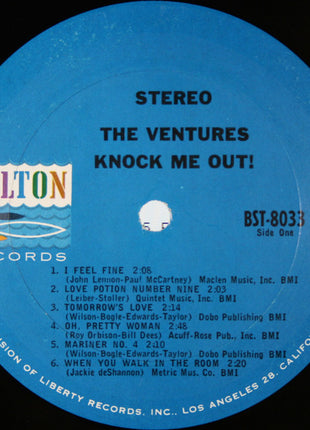 STEREO
THE VENTURES
KNOCK ME OUT!
LTON
CORDS
BST-8033
Side One
1. I FEEL FINE 2:08
(John Lennon-Paul McCartney) Maclen Music, Inc. BMI
2. LOVE POTION NUMBER NINE 2:03
(Leiber-Stoller) Quintet Music, Inc. BMI
3. TOMORROW'S LOVE 2:14
(Wilson-Bogle-Edwards-Taylor) Dobo Publishing BMI
4. OH, PRETTY WOMAN 2:48
(Roy Orbison-Bill Dees) Acuff-Rose Pub., Inc. BMI
5. MARINER NO. 4 2:20
(Wilson-Bogle-Edwards-Taylor) Dobo Publishing BMI
6. WHEN YOU WALK IN THE ROOM 2:20
(Jackie deShannon) Metric Mus. Co. BMI
SION OF LIBERTY RECORDS, INC., LOS ANGELES 28, CALIFO